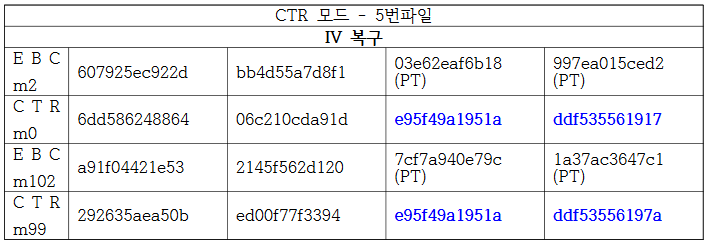 CTR 모드 - 5번파일
IV 복구
E B C m2 607925ec922d bb4d55a7d8f1 03e62eaf6b18 (PT) 997ea015ced2 (PT)
C T R m0 6dd586248864 06c210cda91d e95f49a1951a ddf535561917
E B C m102 a91f04421e53 2145f562d120 7cf7a940e79c (PT) 1a37ac3647c1 (PT)
C T R m99 292635aea50b ed00f77f3394 e95f49a1951a ddf53556197a